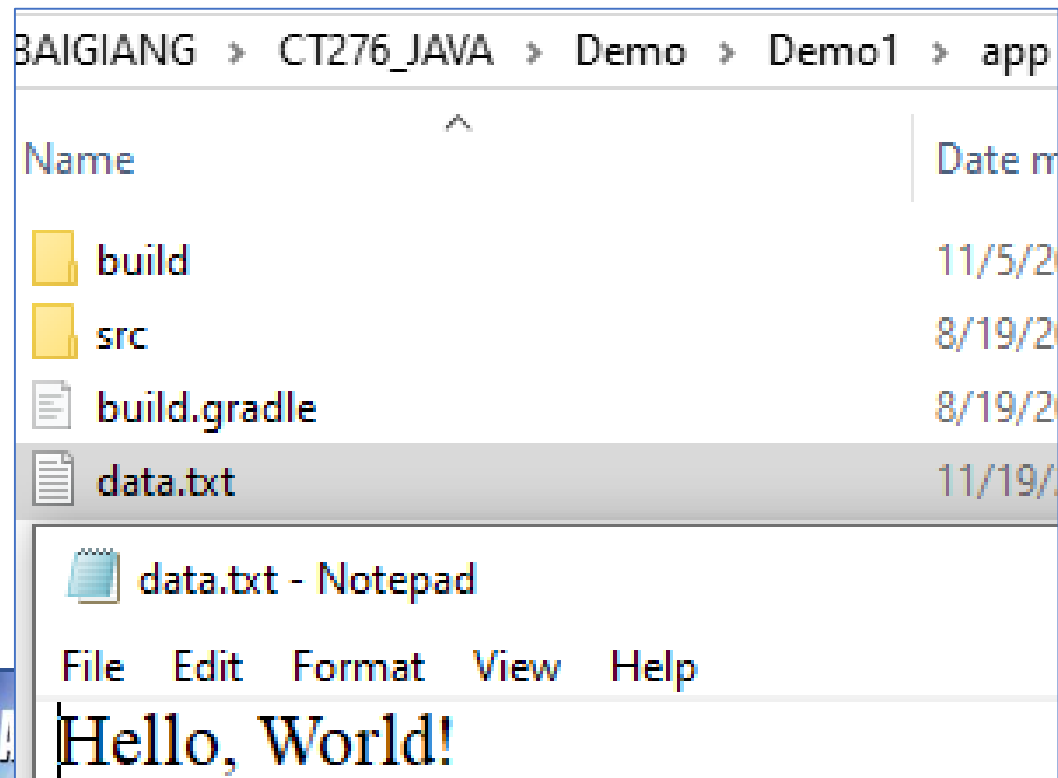 BAIGIANG > CT276_JAVA > Demo > Demo1 > app
Name Date m
build 11/5/2
src 8/19/2
build.gradle 8/19/2
data.txt 11/19/
data.txt - Notepad
File Edit Format View Help
Hello, World!